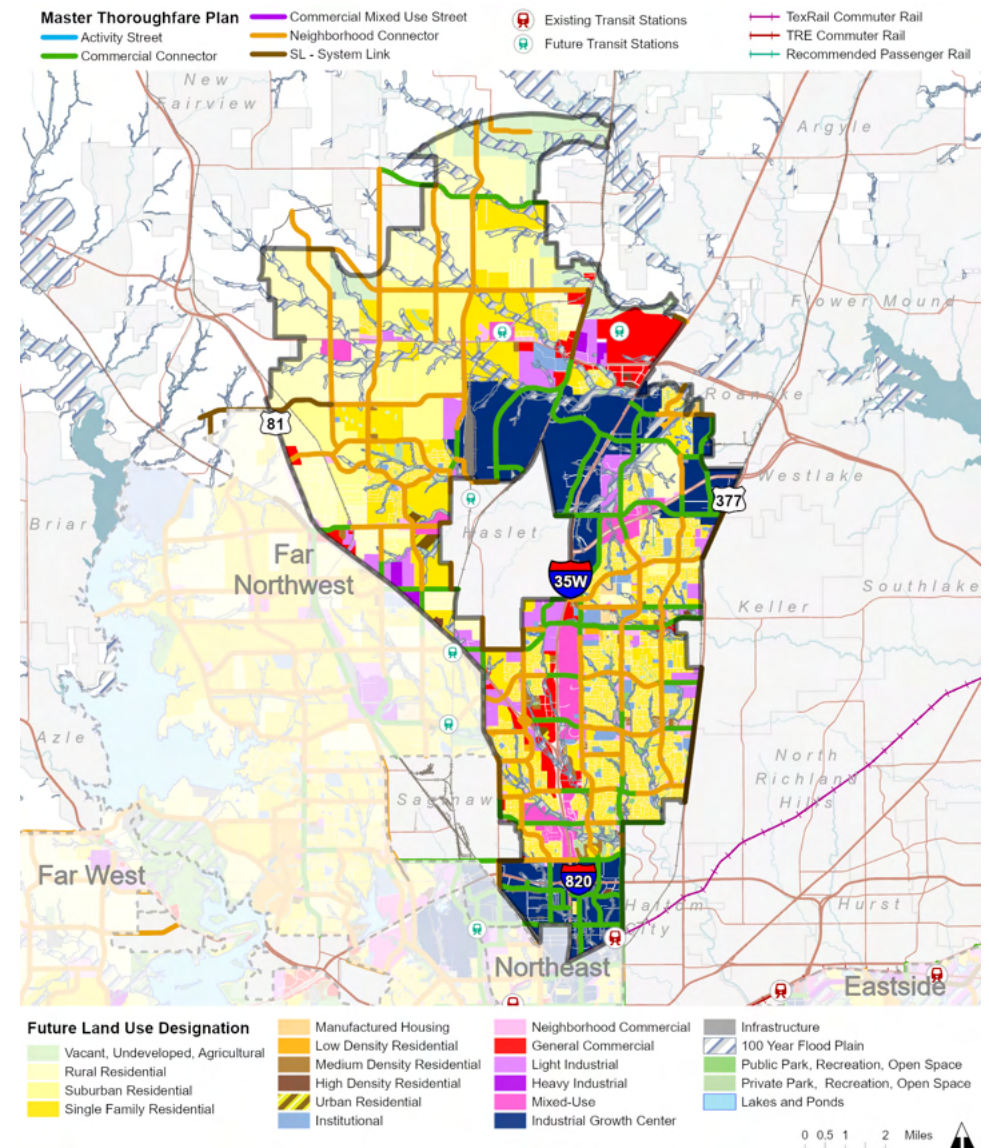 Master Thoroughfare Plan
Activity Street
Commercial Connector
Commercial Mixed Use Street
Neighborhood Connector
SL - System Link
Existing Transit Stations
Future Transit Stations
TexRail Commuter Rail
TRE Commuter Rail
Recommended Passenger Rail
New
Fairview
Argyle
Flower Mound
Roanoke
81
Westlake
377
Briar
Haslet
Far
Northwest
35W
Southlake
Keller
Azle
North
Richland
Hills
Saginaw
Far West
820
Haltom
City
Hurst
Northeast
Eastside
Future Land Use Designation
Vacant, Undeveloped, Agricultural
Rural Residential
Suburban Residential
Single Family Residential
Manufactured Housing
Low Density Residential
Medium Density Residential
High Density Residential
Urban Residential
Institutional
Neighborhood Commercial
General Commercial
Light Industrial
Heavy Industrial
Mixed-Use
Industrial Growth Center
Infrastructure
100 Year Flood Plain
Public Park, Recreation, Open Space
Private Park, Recreation, Open Space
Lakes and Ponds
0 0.5 1 2 Miles